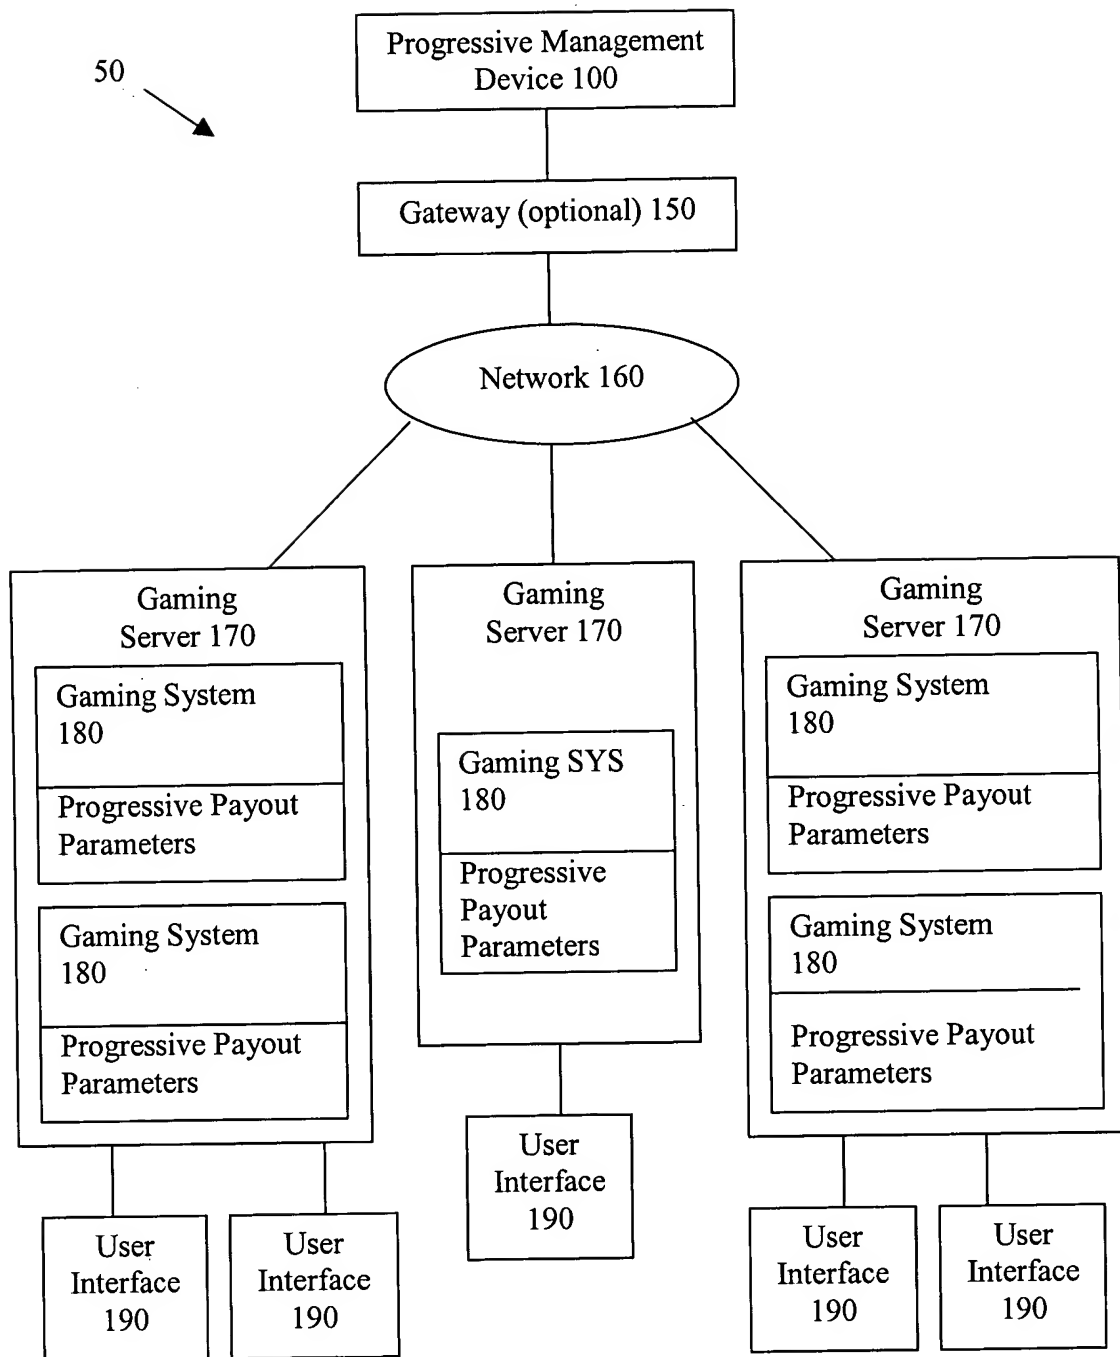 Progressive Management
Device 100
50
Gateway (optional) 150
Network 160
Gaming
Server 170
Gaming System
180
Progressive Payout
Parameters
Gaming System
180
Progressive Payout
Parameters
Gaming
Server 170
Gaming SYS
180
Progressive
Payout
Parameters
Gaming
Server 170
Gaming System
180
Progressive Payout
Parameters
Gaming System
180
Progressive Payout
Parameters
User
Interface
190
User
Interface
190
User
Interface
190
User
Interface
190
User
Interface
190